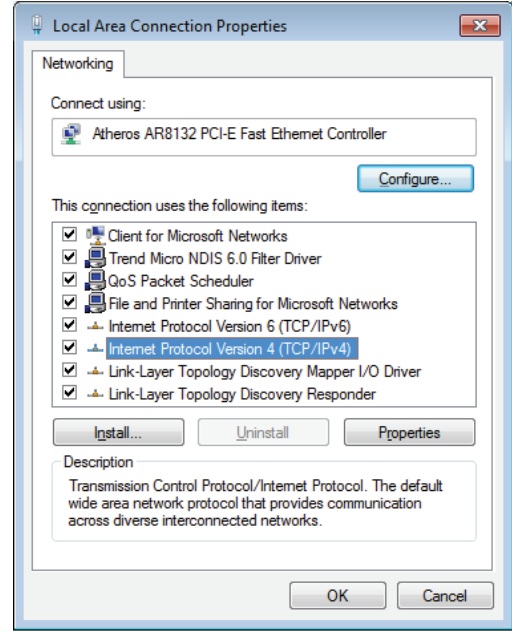 Local Area Connection Properties
Networking
Connect using:
Atheros AR8132 PCI-E Fast Ethernet Controller
Configure...
This connection uses the following items:
Client for Microsoft Networks
Trend Micro NDIS 6.0 Filter Driver
QoS Packet Scheduler
File and Printer Sharing for Microsoft Networks
Internet Protocol Version 6 (TCP/IPv6)
Internet Protocol Version 4 (TCP/IPv4)
Link-Layer Topology Discovery Mapper I/O Driver
Link-Layer Topology Discovery Responder
Install... Uninstall Properties
Description
Transmission Control Protocol/Internet Protocol. The default
wide area network protocol that provides communication
across diverse interconnected networks.
OK Cancel